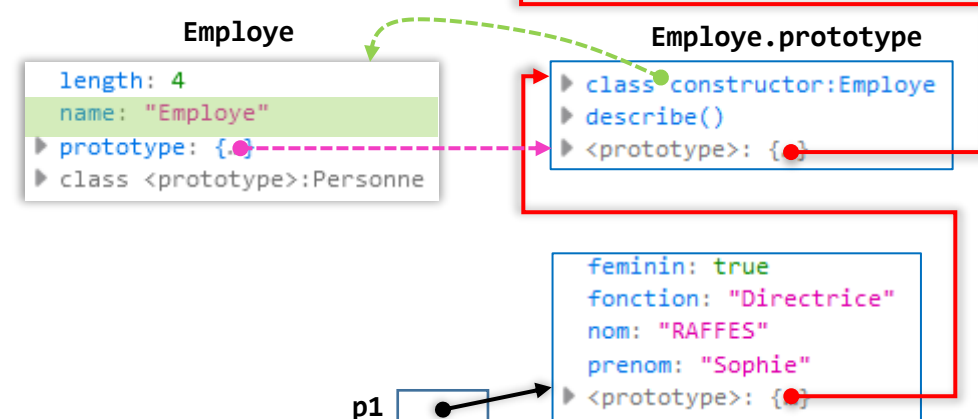 Employe
length: 4
name: "Employe"
prototype: {…}
class <prototype>:Personne
Employe.prototype
class constructor:Employe
describe()
<prototype>: {…}
feminin: true
fonction: "Directrice"
nom: "RAFFES"
prenom: "Sophie"
<prototype>: {…}
p1